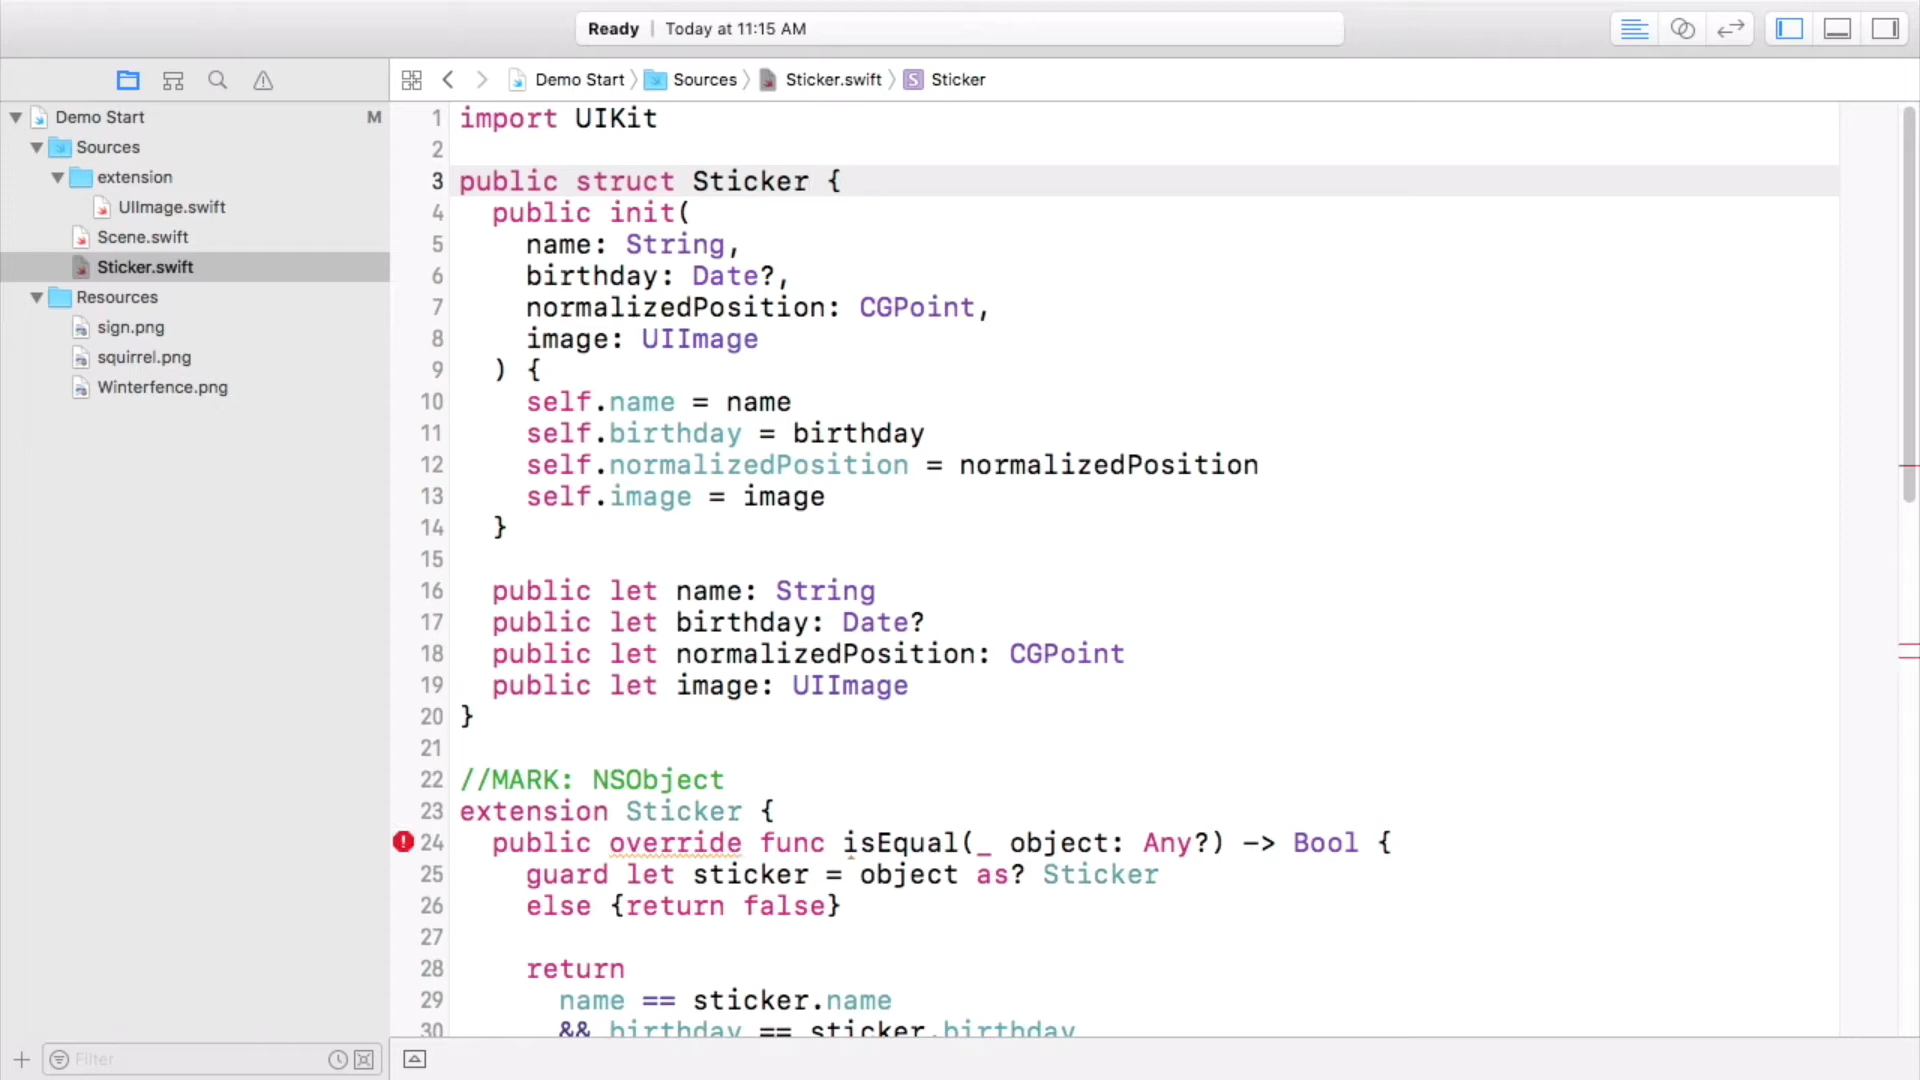 Ready | Today at 11:15 AM
Demo Start 〉 Sources 〉 Sticker.swift 〉 S Sticker
Demo Start M
Sources
extension
UIImage.swift
Scene.swift
Sticker.swift
Resources
sign.png
squirrel.png
Winterfence.png
Filter
1 import UIKit
2
3 public struct Sticker {
4 public init(
5 name: String,
6 birthday: Date?,
7 normalizedPosition: CGPoint,
8 image: UIImage
9 ) {
10 self.name = name
11 self.birthday = birthday
12 self.normalizedPosition = normalizedPosition
13 self.image = image
14 }
15
16 public let name: String
17 public let birthday: Date?
18 public let normalizedPosition: CGPoint
19 public let image: UIImage
20 }
21
22 //MARK: NSObject
23 extension Sticker {
24 public override func isEqual(_ object: Any?) -> Bool {
25 guard let sticker = object as? Sticker
26 else {return false}
27
28 return
29 name == sticker.name
30 && birthday == sticker.birthday